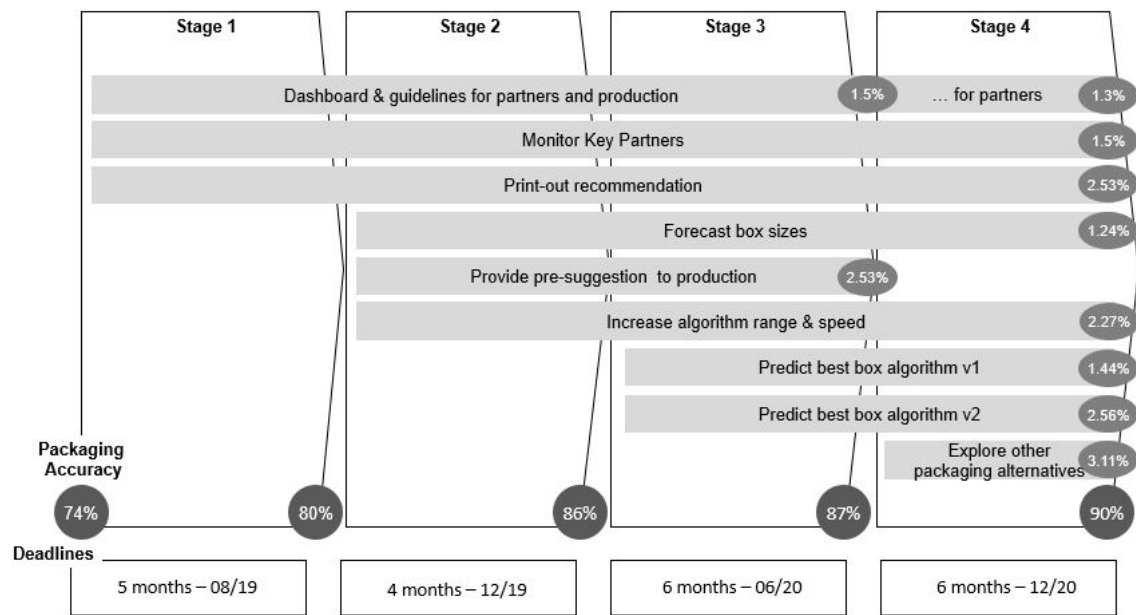 Stage 1
Stage 2
Stage 3
Stage 4
Dashboard & guidelines for partners and production
1.5%
… for partners
1.3%
Monitor Key Partners
1.5%
Print-out recommendation
2.53%
Forecast box sizes
1.24%
Provide pre-suggestion to production
2.53%
Increase algorithm range & speed
2.27%
Predict best box algorithm v1
1.44%
Predict best box algorithm v2
2.56%
Explore other
packaging alternatives
3.11%
Packaging
Accuracy
74%
80%
86%
87%
90%
Deadlines
5 months – 08/19
4 months – 12/19
6 months – 06/20
6 months – 12/20